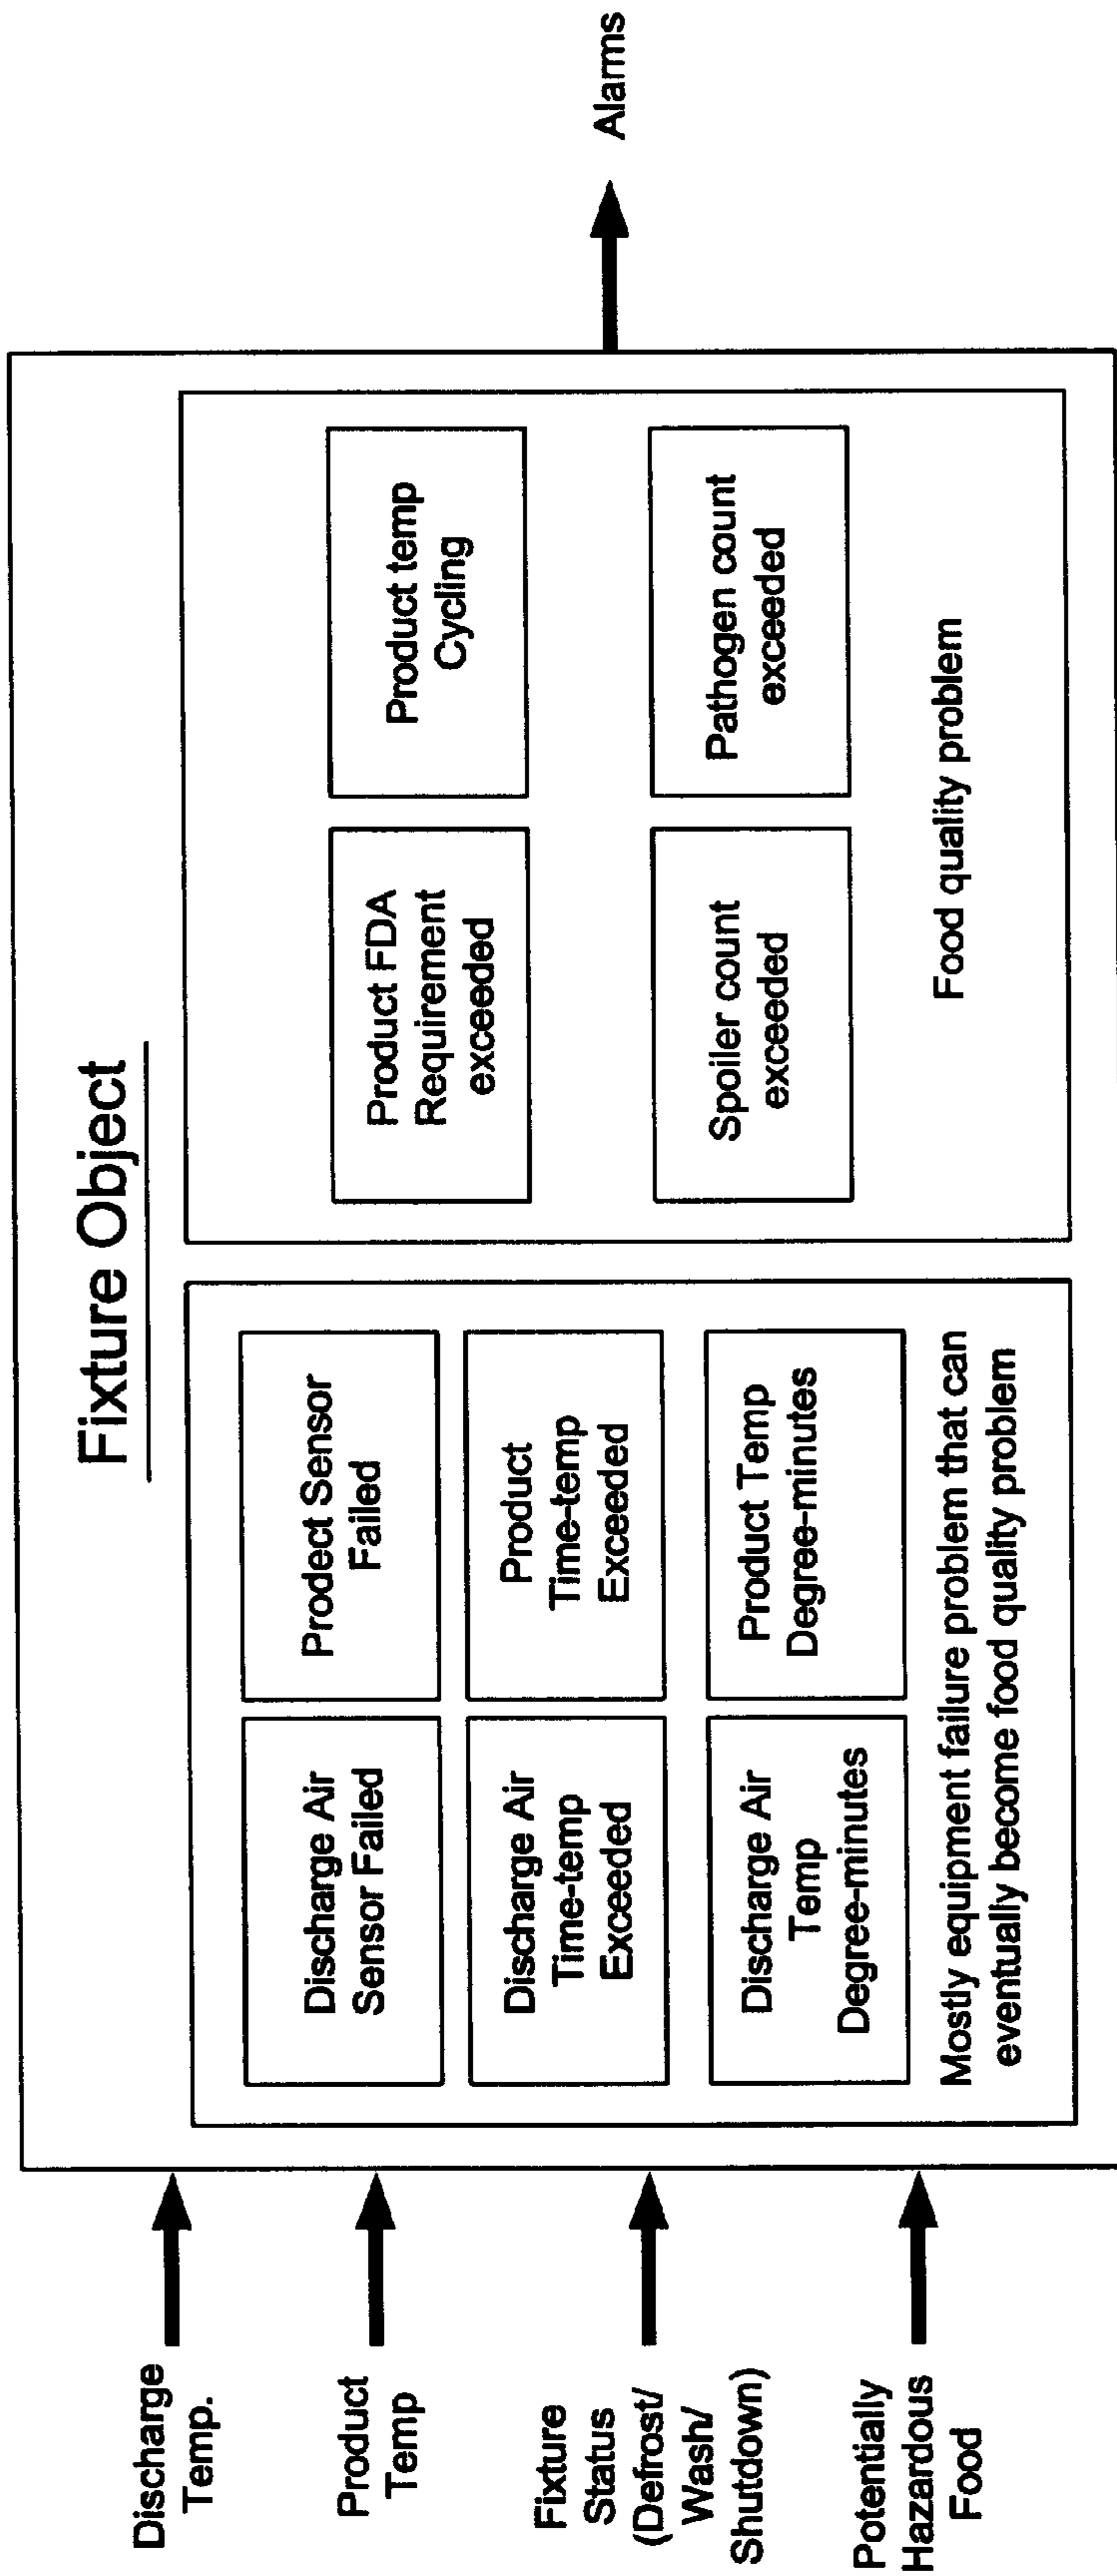 Fixture Object
Discharge
Temp.
Product
Temp
Fixture
Status
(Defrost/
Wash/
Shutdown)
Potentially
Hazardous
Food
Discharge Air
Sensor Failed
Prodect Sensor
Failed
Discharge Air
Time-temp
Exceeded
Product
Time-temp
Exceeded
Discharge Air
Temp
Degree-minutes
Product Temp
Degree-minutes
Mostly equipment failure problem that can
eventually become food quality problem
Product FDA
Requirement
exceeded
Product temp
Cycling
Spoiler count
exceeded
Pathogen count
exceeded
Food quality problem
Alarms